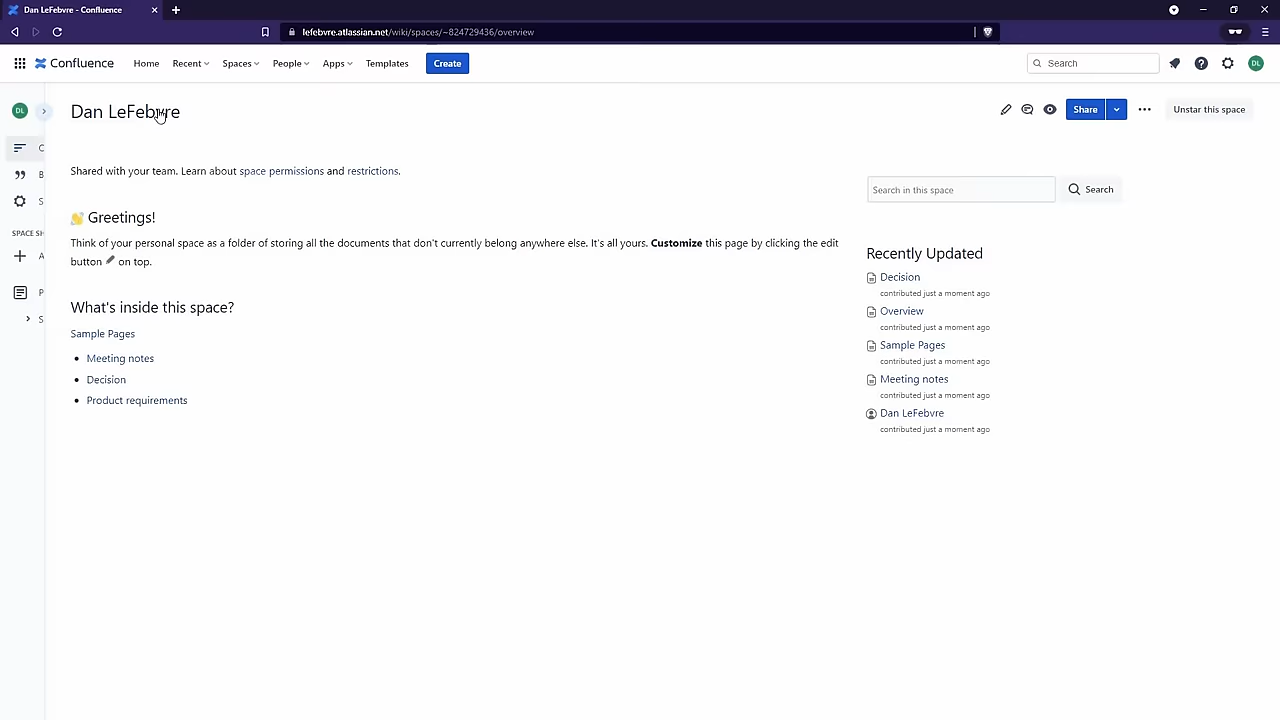 Dan LeFebvre - Confluence
lefebvre.atlassian.net/wiki/spaces/~824729436/overview
Confluence Home Recent Spaces People Apps Templates Create Search DL
DL Dan LeFebvre Share Unstar this space
C
Shared with your team. Learn about space permissions and restrictions.
B
Search in this space Search
S
Greetings!
SPACE SH
Think of your personal space as a folder of storing all the documents that don't currently belong anywhere else. It's all yours. Customize this page by clicking the edit
button on top.
A
P
S
What's inside this space?
Sample Pages
Meeting notes
Decision
Product requirements
Recently Updated
Decision
contributed just a moment ago
Overview
contributed just a moment ago
Sample Pages
contributed just a moment ago
Meeting notes
contributed just a moment ago
Dan LeFebvre
contributed just a moment ago